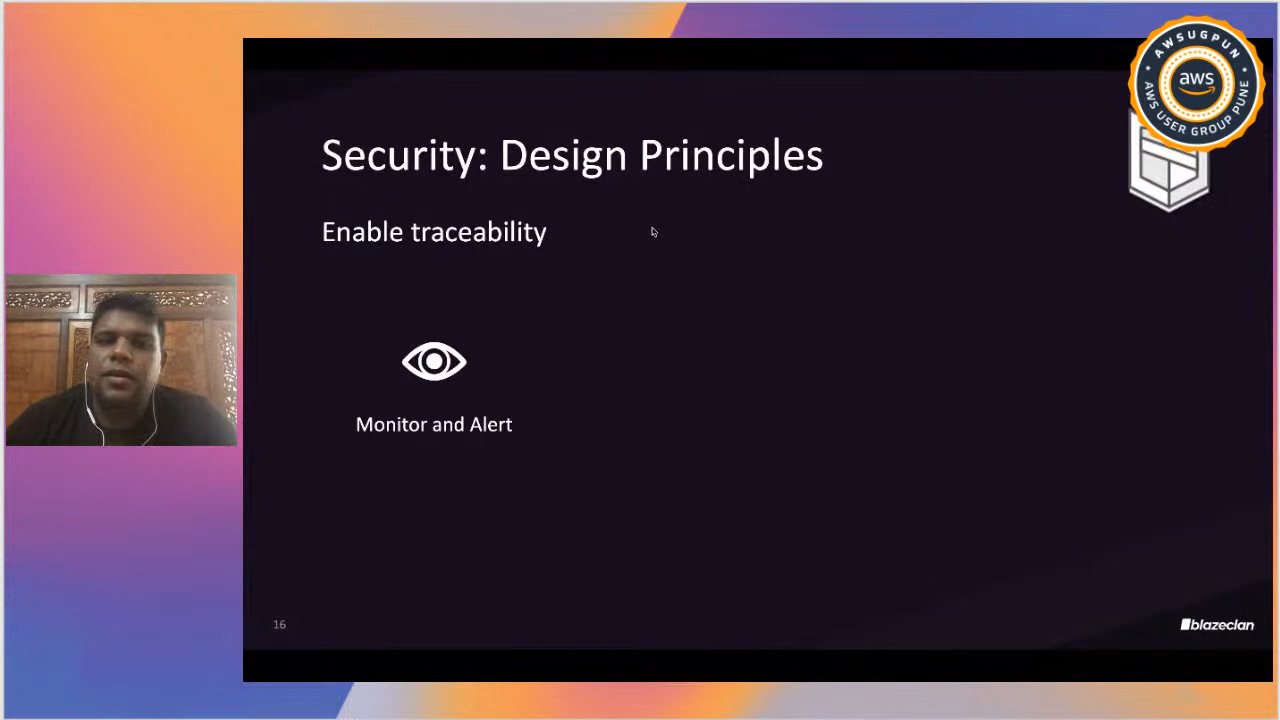 AWSUGPUN
aws
AWS USER GROUP PUNE
Security: Design Principles
Enable traceability
Monitor and Alert
16
blazeclan